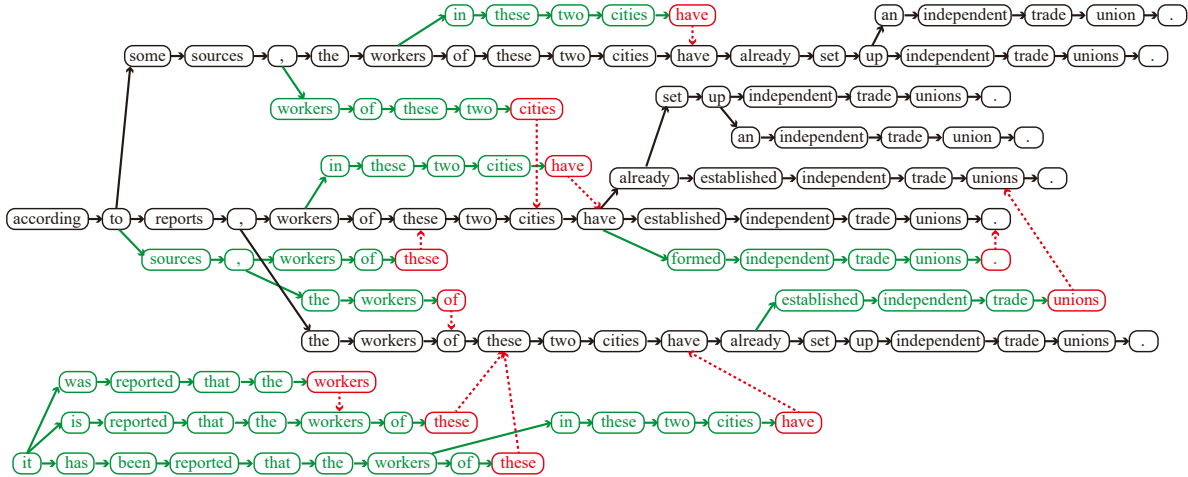 in these two cities have an independent trade union .
some sources , the workers of these two cities have already set up independent trade unions .
workers of these two cities set up independent trade unions .
an independent trade union .
in these two cities have already established independent trade unions .
according to reports , workers of these two cities have established independent trade unions .
sources , workers of these formed independent trade unions .
the workers of established independent trade unions
the workers of these two cities have already set up independent trade unions .
was reported that the workers
is reported that the workers of these in these two cities have
it has been reported that the workers of these